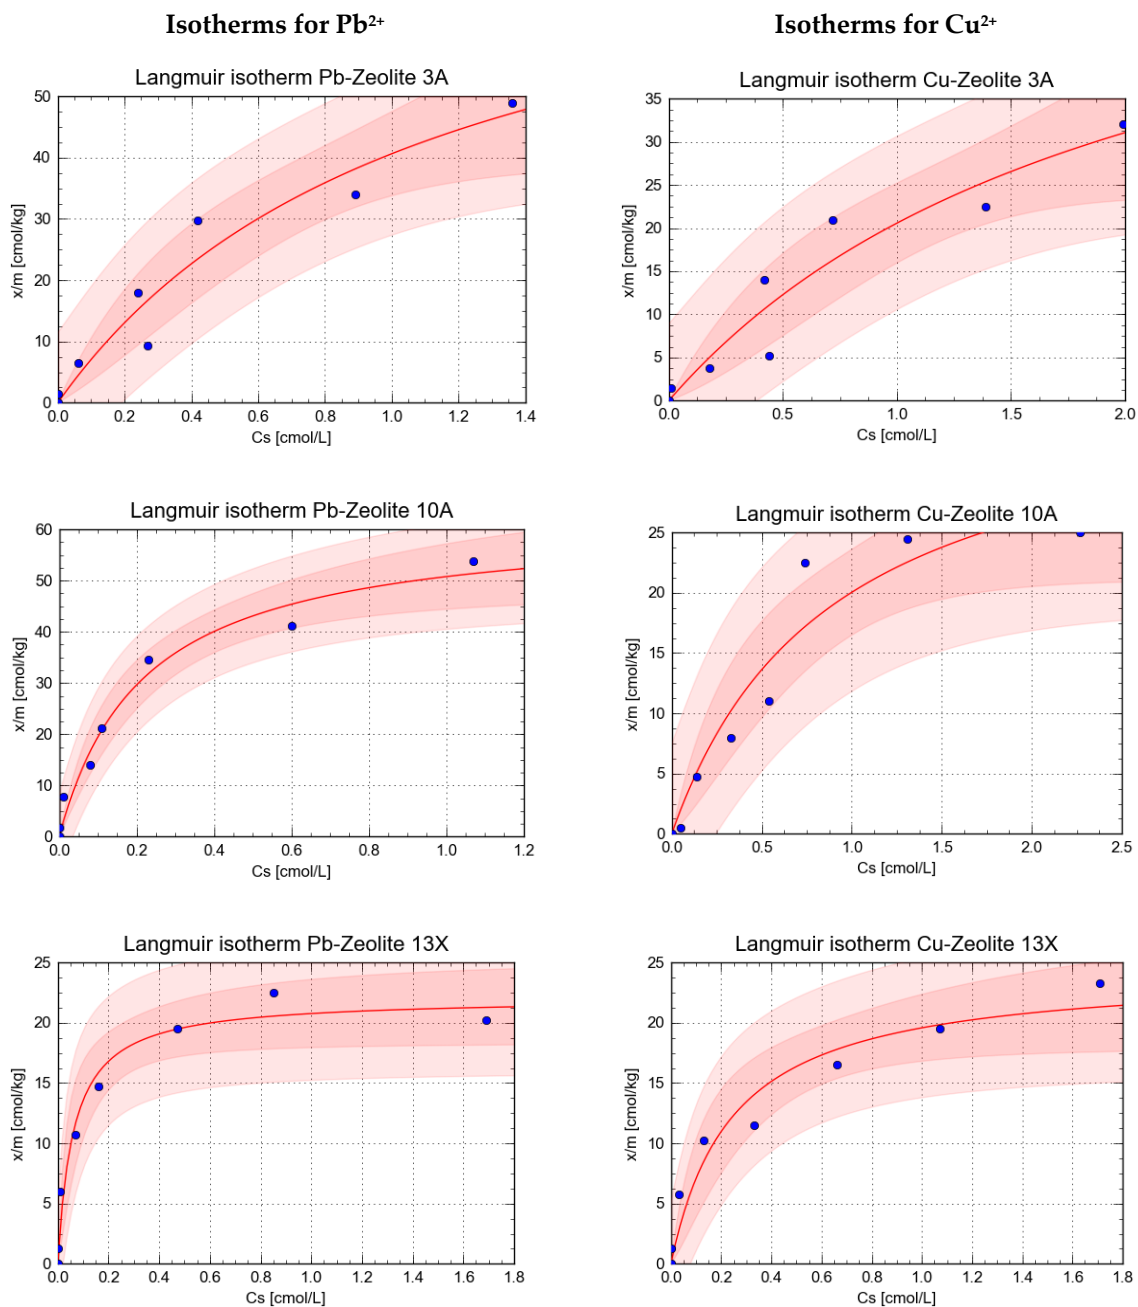 Isotherms for Pb²⁺
Isotherms for Cu²⁺
Langmuir isotherm Pb-Zeolite 3A
x/m [cmol/kg]
50
40
30
20
10
0
0.0 0.2 0.4 0.6 0.8 1.0 1.2 1.4
Cs [cmol/L]
Langmuir isotherm Cu-Zeolite 3A
x/m [cmol/kg]
35
30
25
20
15
10
5
0
0.0 0.5 1.0 1.5 2.0
Cs [cmol/L]
Langmuir isotherm Pb-Zeolite 10A
x/m [cmol/kg]
60
50
40
30
20
10
0
0.0 0.2 0.4 0.6 0.8 1.0 1.2
Cs [cmol/L]
Langmuir isotherm Cu-Zeolite 10A
x/m [cmol/kg]
25
20
15
10
5
0
0.0 0.5 1.0 1.5 2.0 2.5
Cs [cmol/L]
Langmuir isotherm Pb-Zeolite 13X
x/m [cmol/kg]
25
20
15
10
5
0
0.0 0.2 0.4 0.6 0.8 1.0 1.2 1.4 1.6 1.8
Cs [cmol/L]
Langmuir isotherm Cu-Zeolite 13X
x/m [cmol/kg]
25
20
15
10
5
0
0.0 0.2 0.4 0.6 0.8 1.0 1.2 1.4 1.6 1.8
Cs [cmol/L]